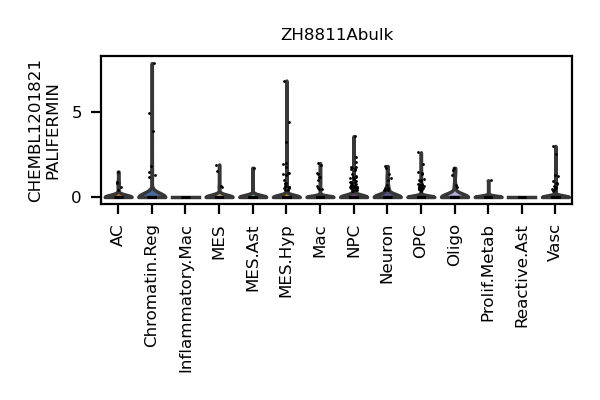 ZH8811Abulk
CHEMBL1201821
PALIFERMIN
5
0
AC
Chromatin.Reg
Inflammatory.Mac
MES
MES.Ast
MES.Hyp
Mac
NPC
Neuron
OPC
Oligo
Prolif.Metab
Reactive.Ast
Vasc